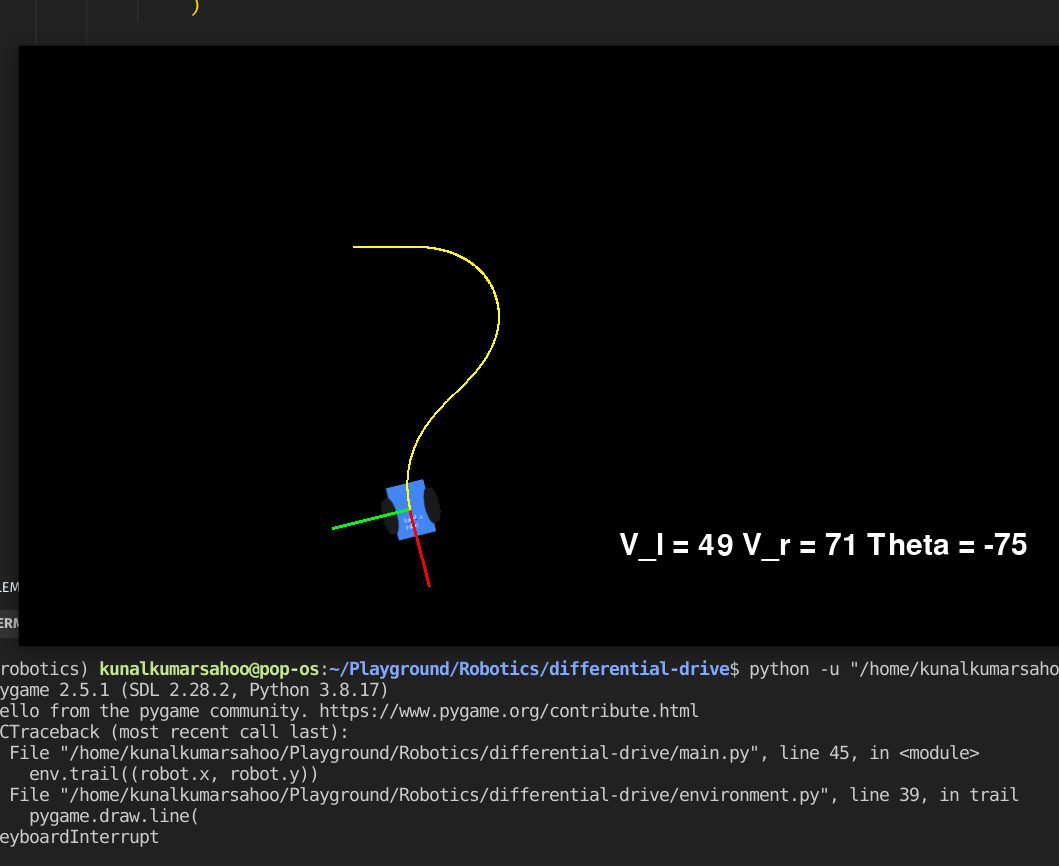 )
V_l = 49 V_r = 71 Theta = -75
LEM
ERM
robotics) kunalkumarsahoo@pop-os:~/Playground/Robotics/differential-drive$ python -u "/home/kunalkumarsaho
ygame 2.5.1 (SDL 2.28.2, Python 3.8.17)
ello from the pygame community. https://www.pygame.org/contribute.html
CTraceback (most recent call last):
File "/home/kunalkumarsahoo/Playground/Robotics/differential-drive/main.py", line 45, in <module>
env.trail((robot.x, robot.y))
File "/home/kunalkumarsahoo/Playground/Robotics/differential-drive/environment.py", line 39, in trail
pygame.draw.line(
eyboardInterrupt